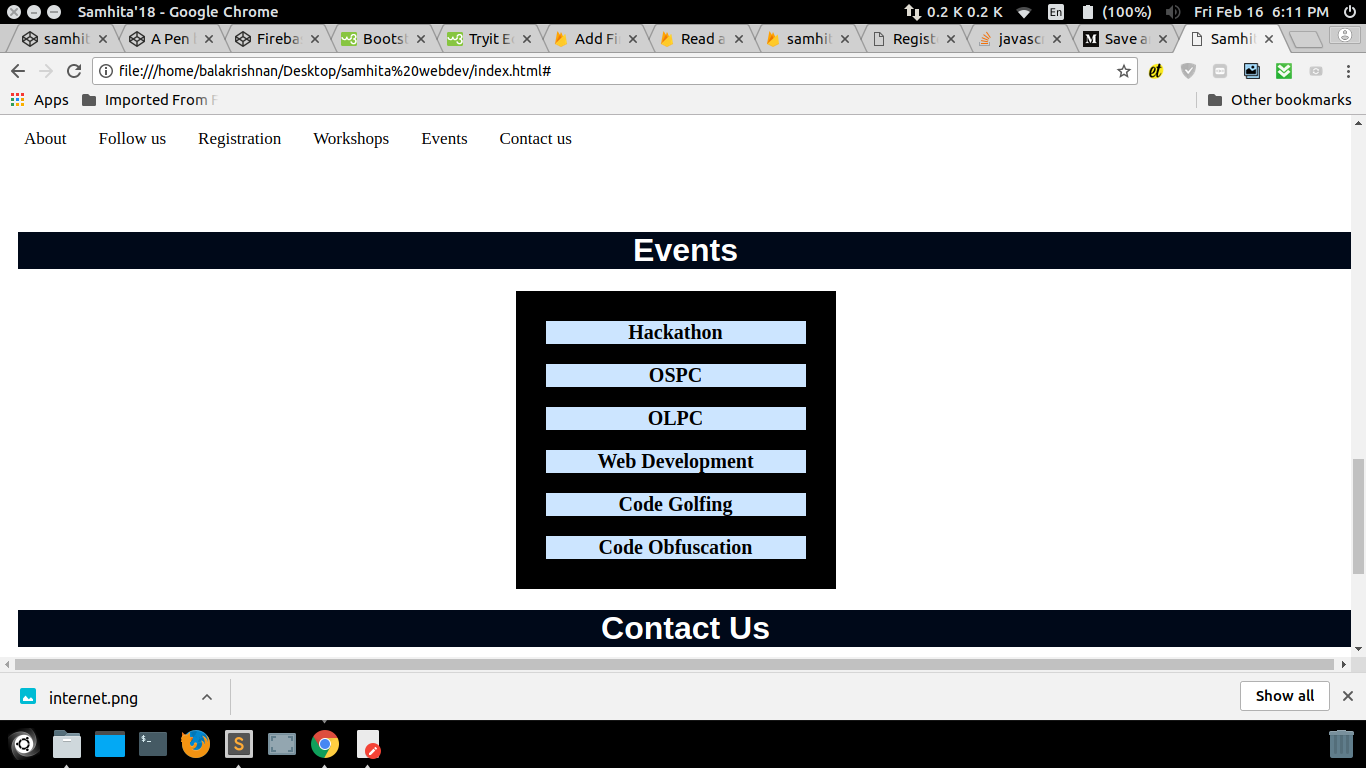 Samhita'18 - Google Chrome 0.2 K 0.2 K En (100%) Fri Feb 16 6:11 PM
samhit A Pen Fireba Bootst Tryit E Add Fi Read a samhit Regist javasc Save a Samhi
file:///home/balakrishnan/Desktop/samhita%20webdev/index.html# et
Apps Imported From F Other bookmarks
About Follow us Registration Workshops Events Contact us
Events
Hackathon
OSPC
OLPC
Web Development
Code Golfing
Code Obfuscation
Contact Us
internet.png Show all
$_ S